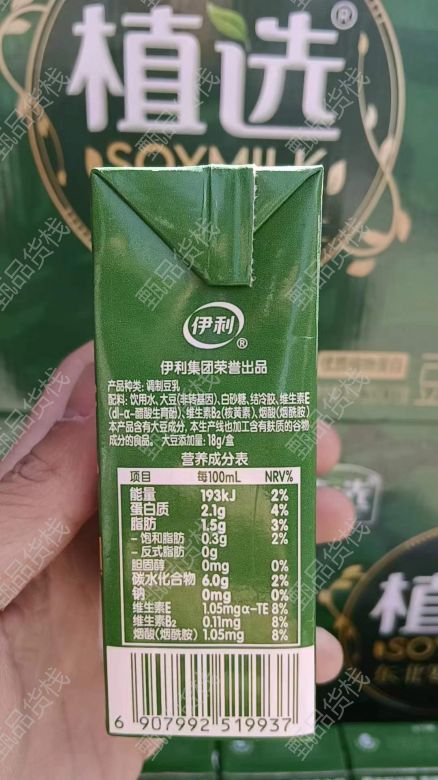 植选®
SOYMILK
伊利®
伊利集团荣誉出品
产品种类: 调制豆乳
配料: 饮用水、大豆(非转基因)、白砂糖、结冷胶、维生素E
(dl-α-醋酸生育酚)、维生素B2(核黄素)、烟酸(烟酰胺)
本产品含有大豆成分, 本生产线也加工含有麸质的谷物
成分的食品。 大豆添加量: 18g/盒
营养成分表
项目 每100mL NRV%
能量 193kJ 2%
蛋白质 2.1g 4%
脂肪 1.5g 3%
- 饱和脂肪 0.3g 2%
- 反式脂肪 0g
胆固醇 0mg 0%
碳水化合物 6.0g 2%
钠 0mg 0%
维生素E 1.05mgα-TE 8%
维生素B2 0.11mg 8%
烟酸(烟酰胺) 1.05mg 8%
6 907992 519937
植
SOYMILK
甄品货栈